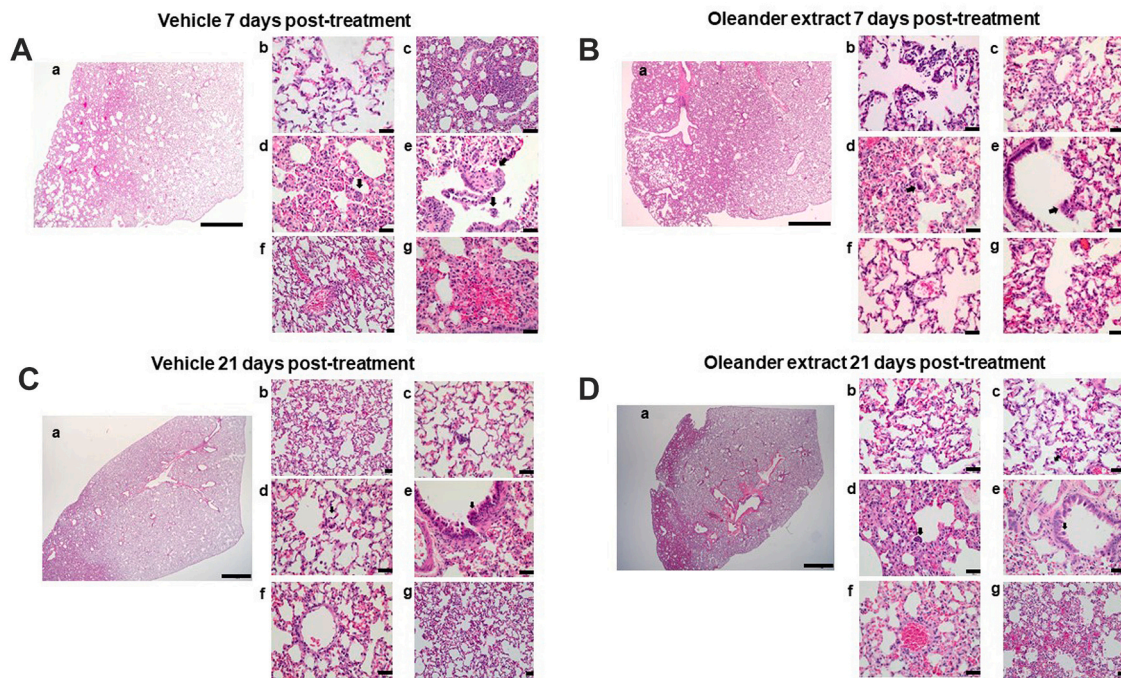 Vehicle 7 days post-treatment
A
a
b
c
d
e
f
g
Oleander extract 7 days post-treatment
B
a
b
c
d
e
f
g
Vehicle 21 days post-treatment
C
a
b
c
d
e
f
g
Oleander extract 21 days post-treatment
D
a
b
c
d
e
f
g